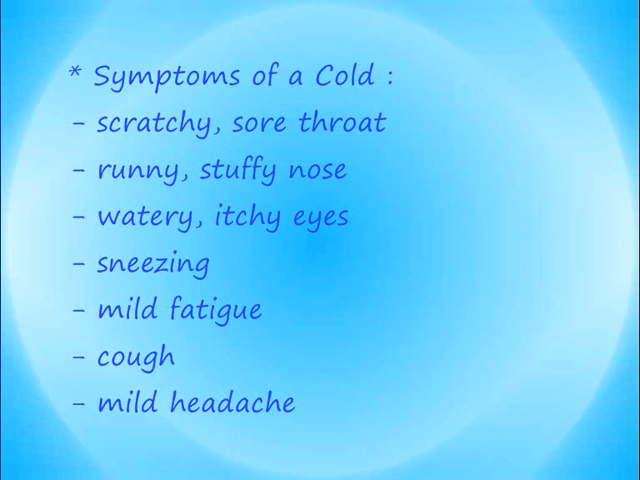 * Symptoms of a Cold :
- scratchy, sore throat
- runny, stuffy nose
- watery, itchy eyes
- sneezing
- mild fatigue
- cough
- mild headache